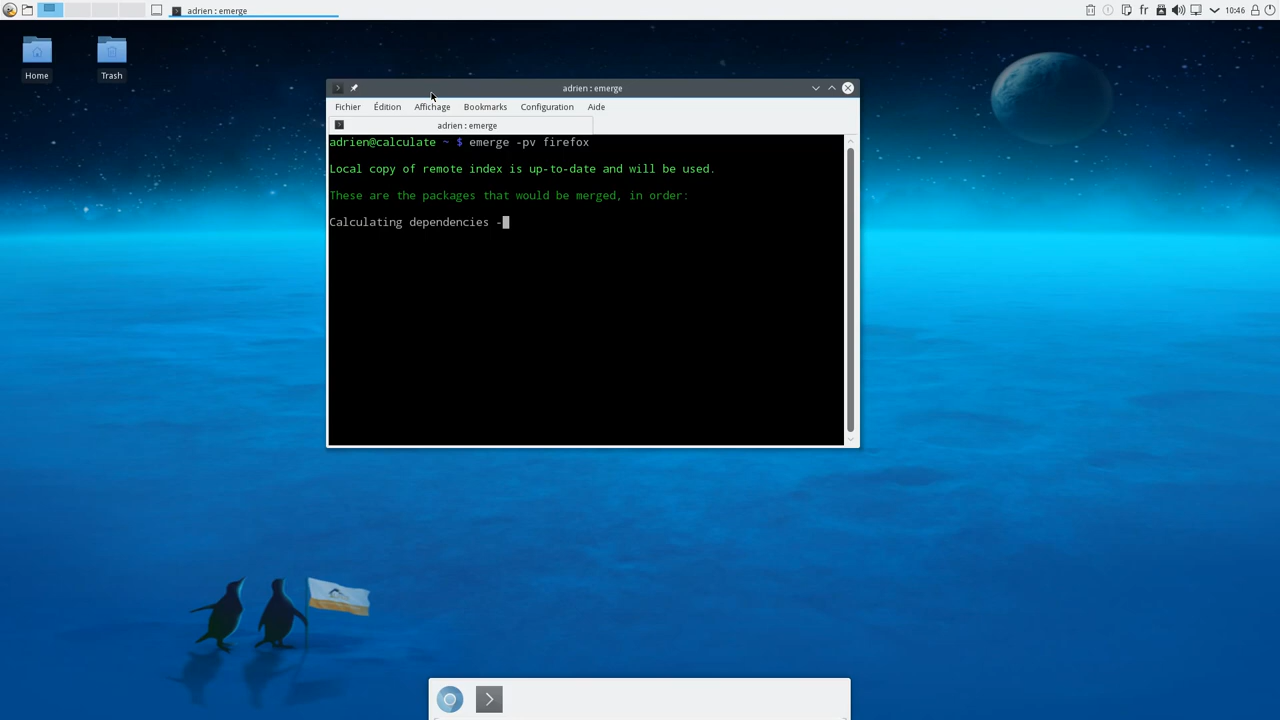 adrien : emerge
fr
10:46
Home
Trash
adrien : emerge
Fichier Édition Affichage Bookmarks Configuration Aide
adrien : emerge
adrien@calculate ~ $ emerge -pv firefox
Local copy of remote index is up-to-date and will be used.
These are the packages that would be merged, in order:
Calculating dependencies -